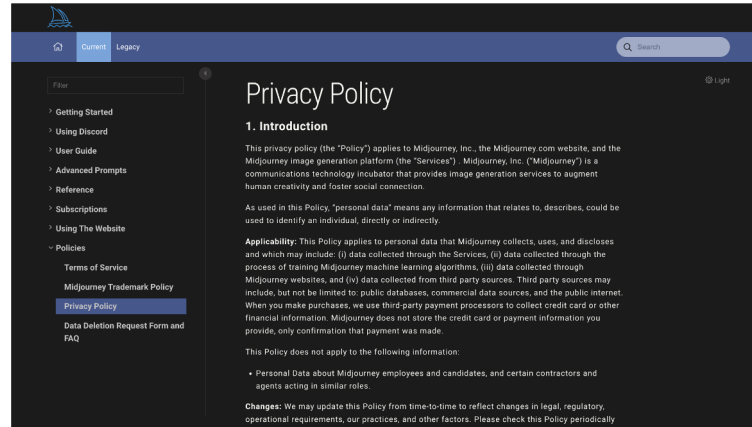 Current
Legacy
Search
Filter
Getting Started
Using Discord
User Guide
Advanced Prompts
Reference
Subscriptions
Using The Website
Policies
Terms of Service
Midjourney Trademark Policy
Privacy Policy
Data Deletion Request Form and
FAQ
Light
Privacy Policy
1. Introduction
This privacy policy (the “Policy”) applies to Midjourney, Inc., the Midjourney.com website, and the
Midjourney image generation platform (the “Services”) . Midjourney, Inc. (“Midjourney”) is a
communications technology incubator that provides image generation services to augment
human creativity and foster social connection.
As used in this Policy, “personal data” means any information that relates to, describes, could be
used to identify an individual, directly or indirectly.
Applicability: This Policy applies to personal data that Midjourney collects, uses, and discloses
and which may include: (i) data collected through the Services, (ii) data collected through the
process of training Midjourney machine learning algorithms, (iii) data collected through
Midjourney websites, and (iv) data collected from third party sources. Third party sources may
include, but not be limited to: public databases, commercial data sources, and the public internet.
When you make purchases, we use third-party payment processors to collect credit card or other
financial information. Midjourney does not store the credit card or payment information you
provide, only confirmation that payment was made.
This Policy does not apply to the following information:
• Personal Data about Midjourney employees and candidates, and certain contractors and
agents acting in similar roles.
Changes: We may update this Policy from time-to-time to reflect changes in legal, regulatory,
operational requirements, our practices, and other factors. Please check this Policy periodically